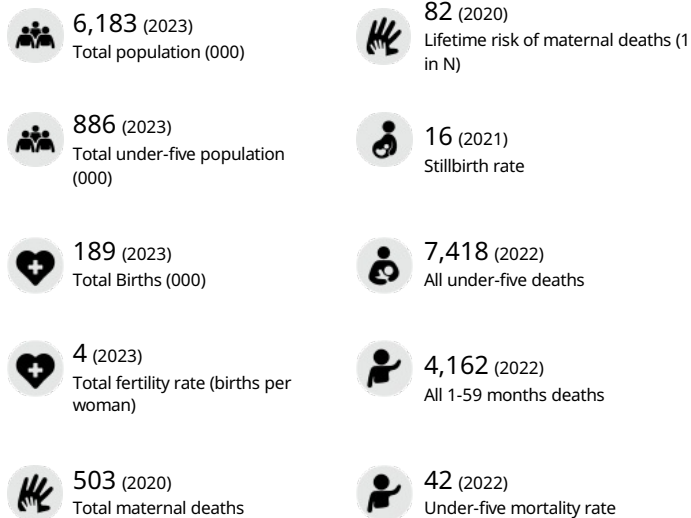 6,183 (2023)
Total population (000)
886 (2023)
Total under-five population
(000)
189 (2023)
Total Births (000)
4 (2023)
Total fertility rate (births per
woman)
503 (2020)
Total maternal deaths
82 (2020)
Lifetime risk of maternal deaths (1
in N)
16 (2021)
Stillbirth rate
7,418 (2022)
All under-five deaths
4,162 (2022)
All 1-59 months deaths
42 (2022)
Under-five mortality rate